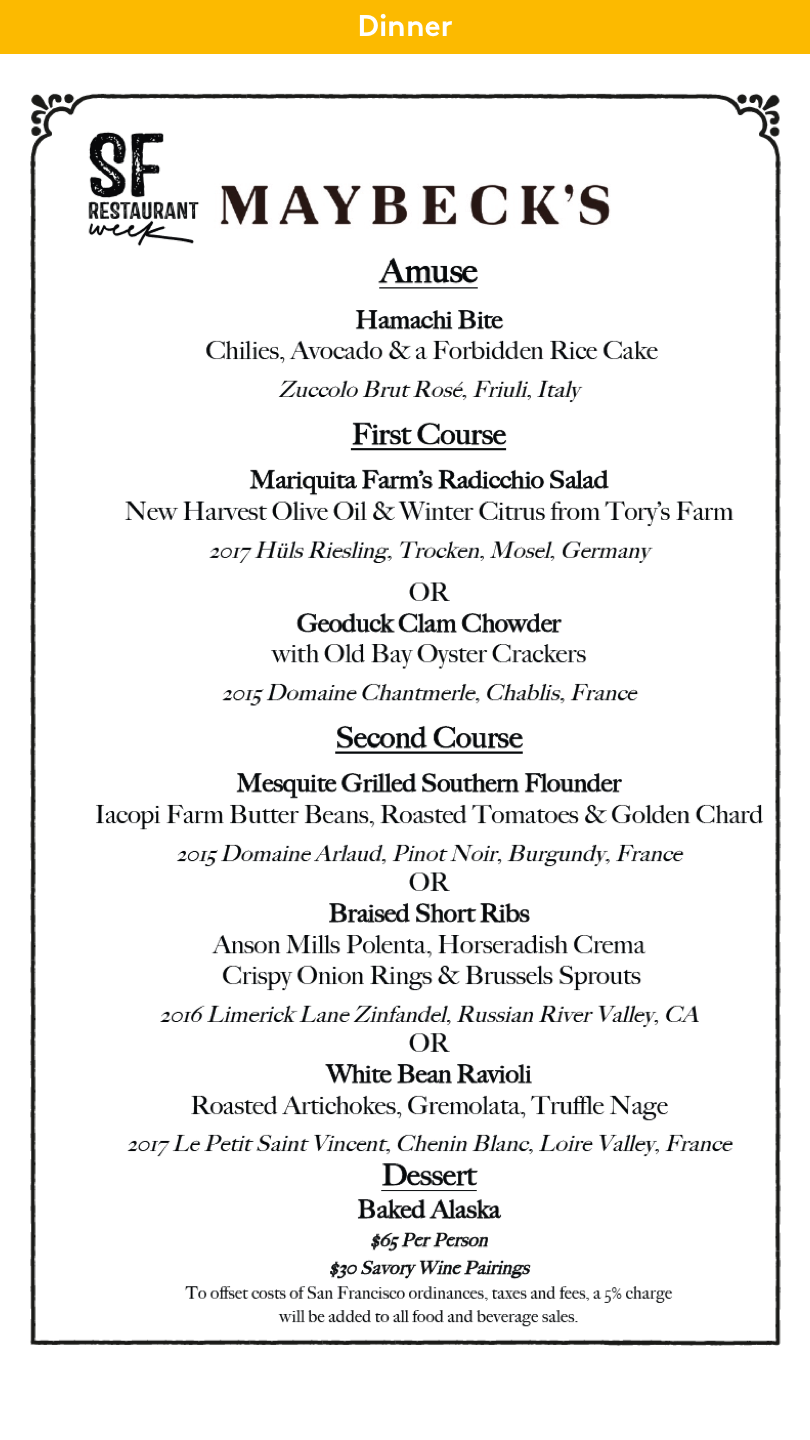 Dinner
SF
RESTAURANT
week
MAYBECK'S
Amuse
Hamachi Bite
Chilies, Avocado & a Forbidden Rice Cake
Zuccolo Brut Rosé, Friuli, Italy
First Course
Mariquita Farm's Radicchio Salad
New Harvest Olive Oil & Winter Citrus from Tory's Farm
2017 Hüls Riesling, Trocken, Mosel, Germany
OR
Geoduck Clam Chowder
with Old Bay Oyster Crackers
2015 Domaine Chantmerle, Chablis, France
Second Course
Mesquite Grilled Southern Flounder
Iacopi Farm Butter Beans, Roasted Tomatoes & Golden Chard
2015 Domaine Arlaud, Pinot Noir, Burgundy, France
OR
Braised Short Ribs
Anson Mills Polenta, Horseradish Crema
Crispy Onion Rings & Brussels Sprouts
2016 Limerick Lane Zinfandel, Russian River Valley, CA
OR
White Bean Ravioli
Roasted Artichokes, Gremolata, Truffle Nage
2017 Le Petit Saint Vincent, Chenin Blanc, Loire Valley, France
Dessert
Baked Alaska
$65 Per Person
$30 Savory Wine Pairings
To offset costs of San Francisco ordinances, taxes and fees, a 5% charge
will be added to all food and beverage sales.